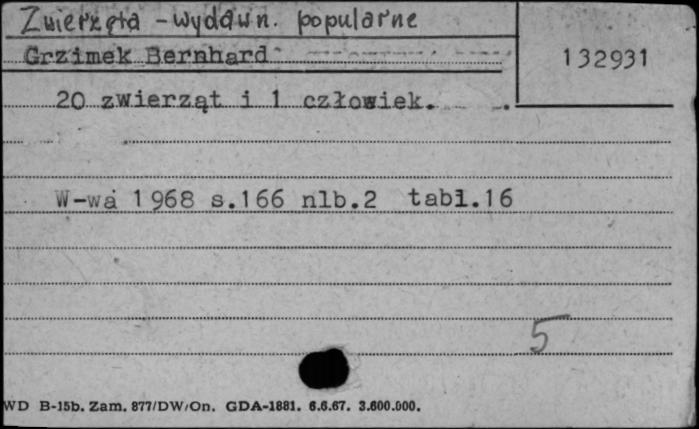 Zwierzęta - wydawn. popularne
Grzimek Bernhard
132931
20 zwierząt i 1 człowiek.
W-wa 1968 s.166 nlb.2 tabl.16
5
WD B-15b. Zam. 877/DW/On. GDA-1881. 6.6.67. 3.600.000.